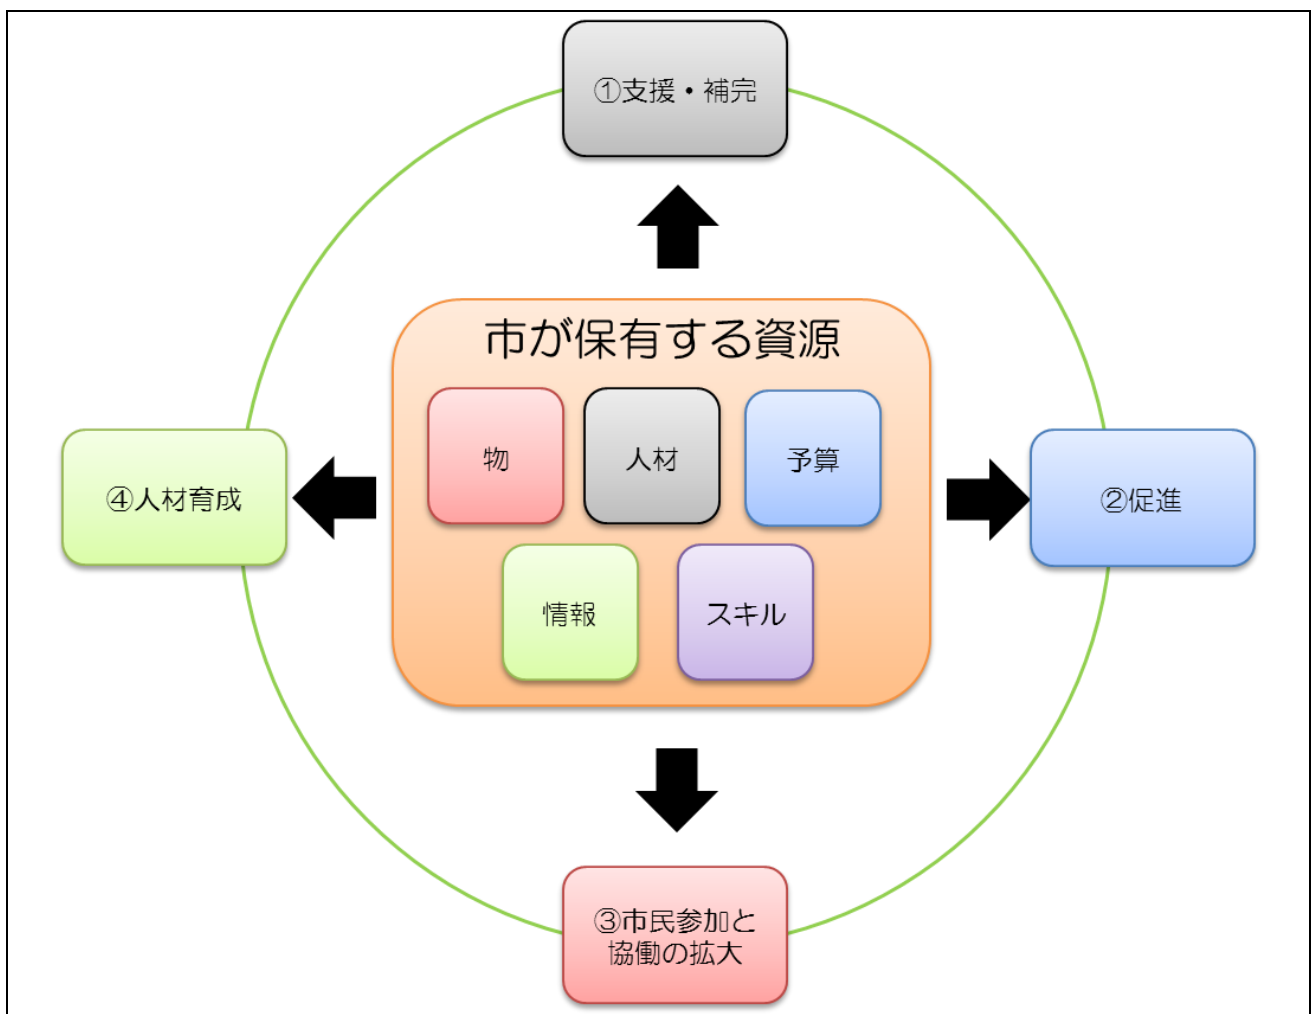 ①支援・補完
市が保有する資源
物
人材
予算
④人材育成
②促進
情報
スキル
③市民参加と
協働の拡大